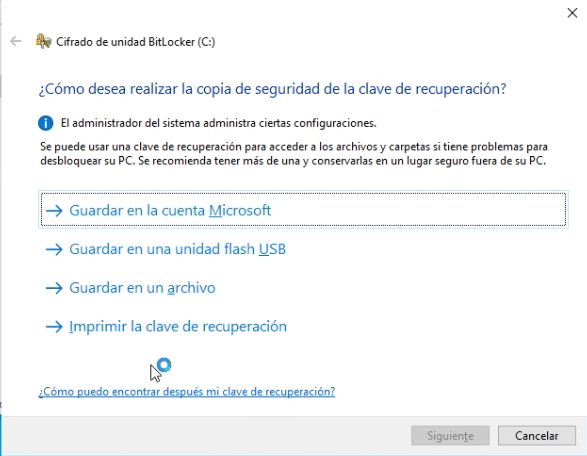 Cifrado de unidad BitLocker (C:)
¿Cómo desea realizar la copia de seguridad de la clave de recuperación?
El administrador del sistema administra ciertas configuraciones.
Se puede usar una clave de recuperación para acceder a los archivos y carpetas si tiene problemas para
desbloquear su PC. Se recomienda tener más de una y conservarlas en un lugar seguro fuera de su PC.
Guardar en la cuenta Microsoft
Guardar en una unidad flash USB
Guardar en un archivo
Imprimir la clave de recuperación
¿Cómo puedo encontrar después mi clave de recuperación?
Siguiente
Cancelar